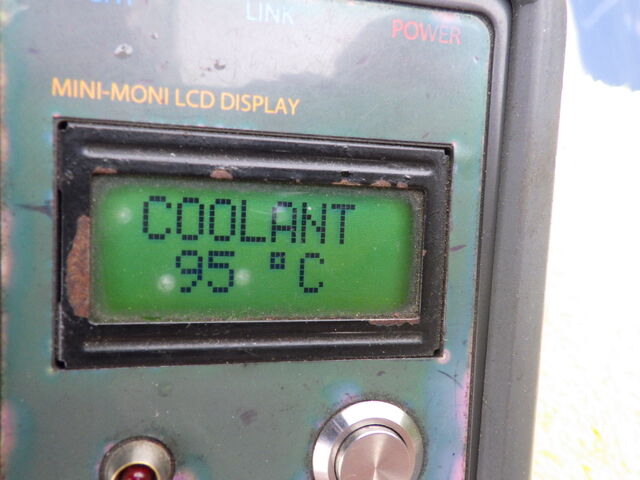 LINK
POWER
MINI-MONI LCD DISPLAY
COOLANT
95 °C